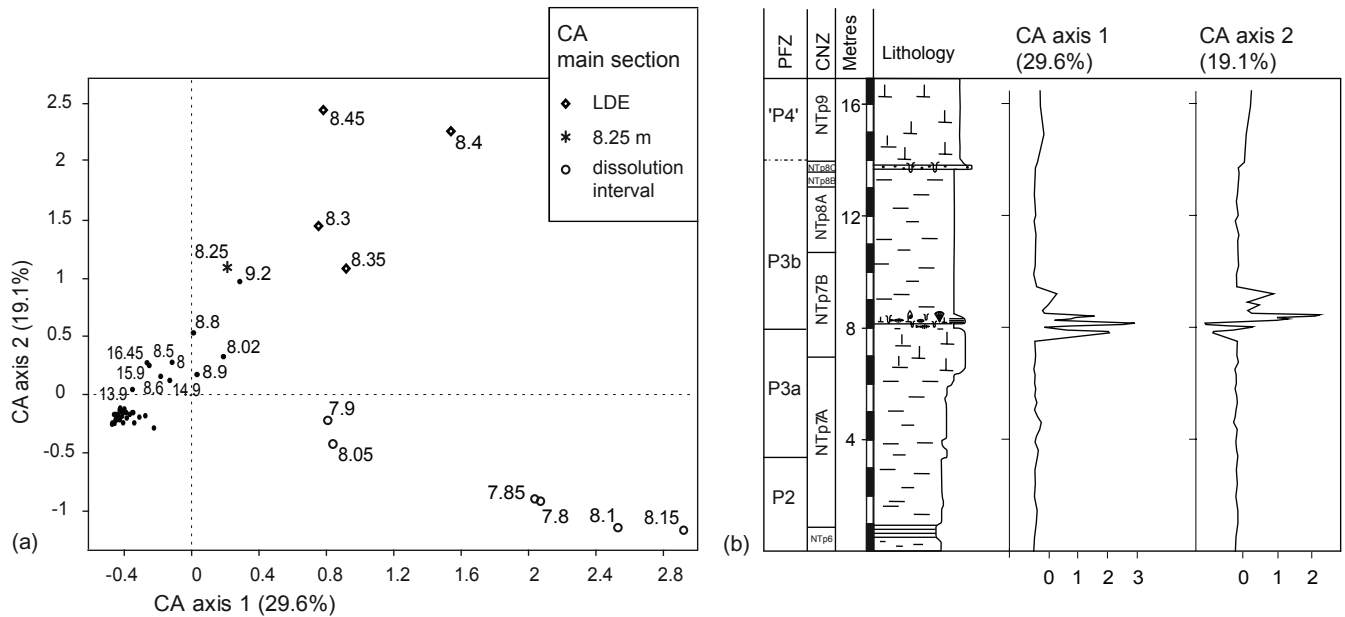 CA
main section
LDE
8.25 m
dissolution
interval
2.5
2
1.5
1
0.5
0
-0.5
-1
CA axis 2 (19.1%)
8.45
8.4
8.3
8.35
8.25
9.2
8.8
8.02
16.45
8.5
8
15.9
8.9
13.9
8.6
14.9
7.9
8.05
7.85
7.8
8.1
8.15
(a)
-0.4
0
0.4
0.8
1.2
1.6
2
2.4
2.8
CA axis 1 (29.6%)
PFZ
CNZ
Metres
Lithology
CA axis 1
(29.6%)
CA axis 2
(19.1%)
'P4'
P3b
P3a
P2
NTp9
NTp8C
NTp8B
NTp8A
NTp7B
NTp7A
NTp6
16
12
8
4
(b)
0 1 2 3
0 1 2